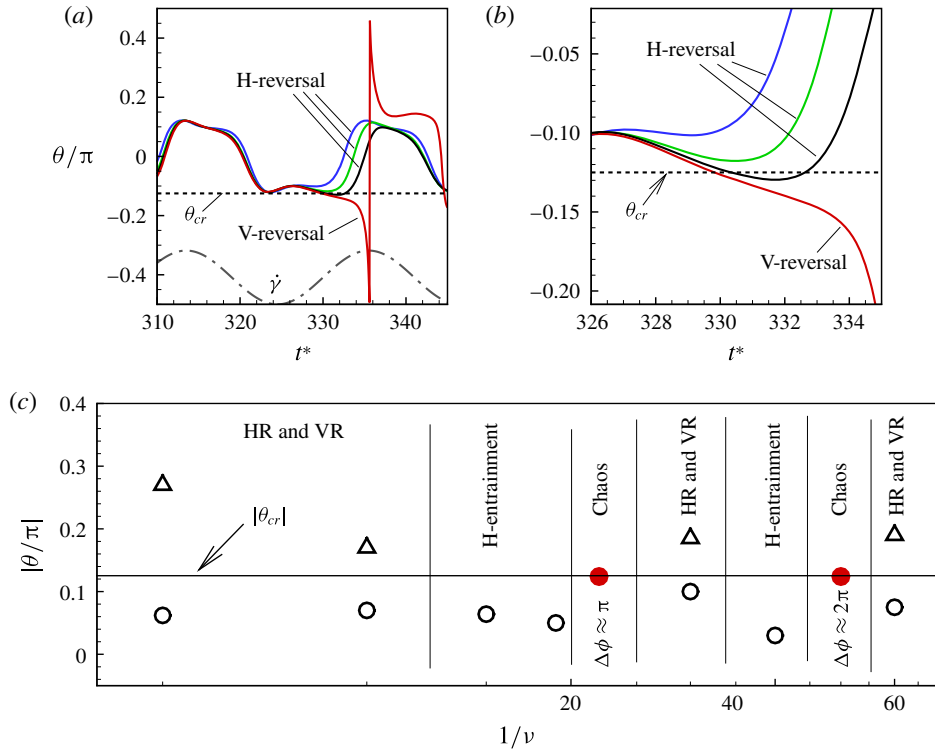 (a)
0.4
0.2
0
−0.2
−0.4
θ/π
H-reversal
θcr
V-reversal
γ̇
310
320
330
340
t*
(b)
−0.05
−0.10
−0.15
−0.20
H-reversal
θcr
V-reversal
326
328
330
332
334
t*
(c)
0.4
0.3
0.2
0.1
0
|θ/π|
HR and VR
|θcr|
H-entrainment
Chaos
Δϕ ≈ π
HR and VR
H-entrainment
Chaos
Δϕ ≈ 2π
HR and VR
20
40
60
1/ν